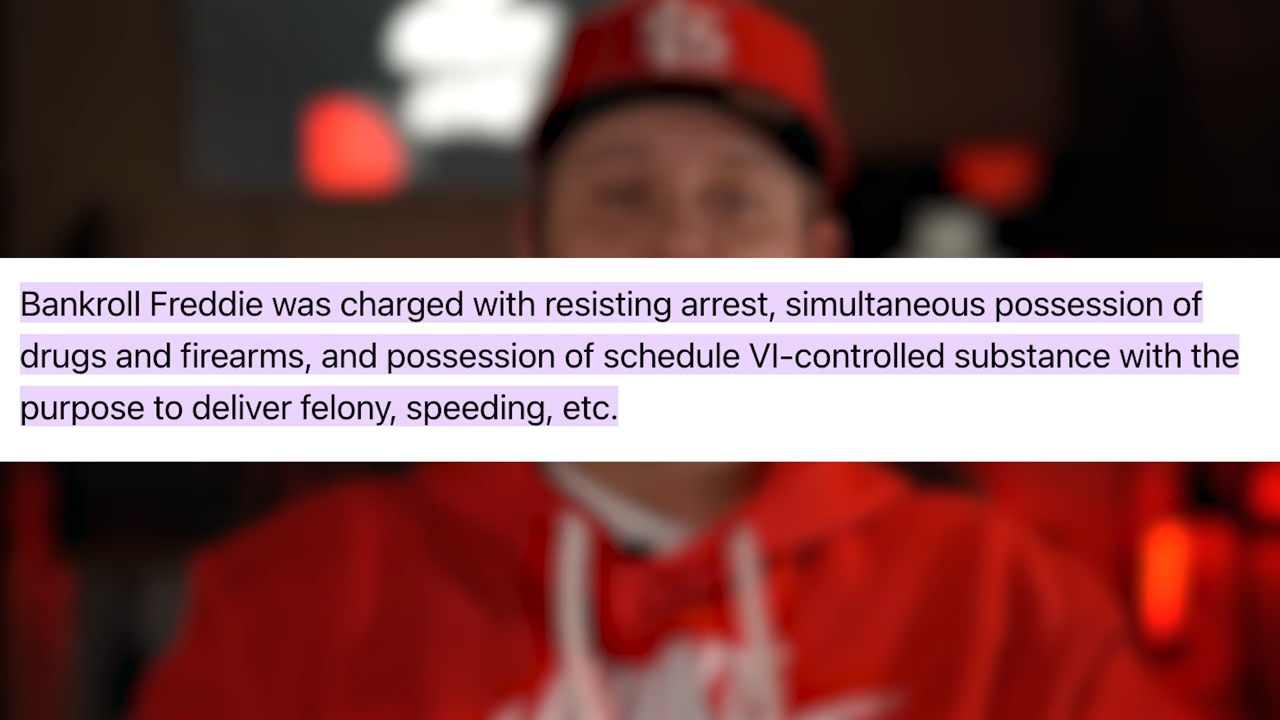 Bankroll Freddie was charged with resisting arrest, simultaneous possession of
drugs and firearms, and possession of schedule VI-controlled substance with the
purpose to deliver felony, speeding, etc.